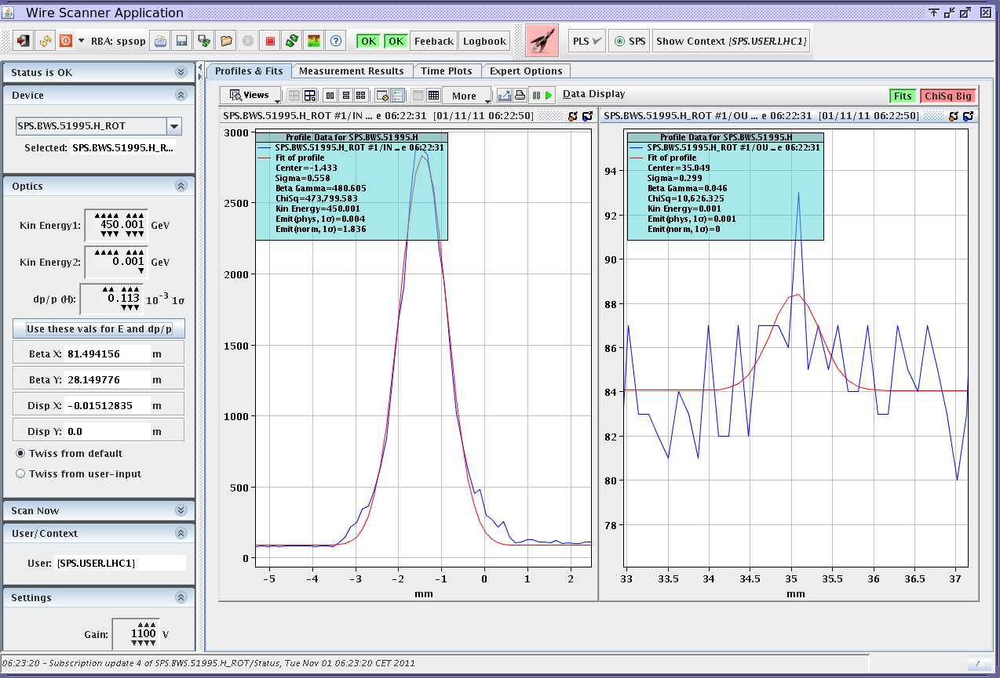 Wire Scanner Application
RBA: spsop
OK OK Feeback Logbook
PLS SPS Show Context [SPS.USER.LHC1]
Status is OK
Device
SPS.BWS.51995.H_ROT
Selected: SPS.BWS.51995.H_R...
Optics
Kin Energy1: 450.001 GeV
Kin Energy2: 0.001 GeV
dp/p (H): 0.113 10-3 1σ
Use these vals for E and dp/p
Beta X: 81.494156 m
Beta Y: 28.149776 m
Disp X: -0.01512835 m
Disp Y: 0.0 m
Twiss from default
Twiss from user-input
Scan Now
User/Context
User: [SPS.USER.LHC1]
Settings
Gain: 1100 V
Profiles & Fits Measurement Results Time Plots Expert Options
Views More Data Display Fits ChiSq Big
SPS.BWS.51995.H_ROT #1/IN ... e 06:22:31 [01/11/11 06:22:50]
Profile Data for SPS.BWS.51995.H
SPS.BWS.51995.H_ROT #1/IN ... e 06:22:31
Fit of profile
Center=-1.433
Sigma=0.558
Beta Gamma=480.605
ChiSq=473,799.583
Kin Energy=450.001
Emit(phys, 1σ)=0.004
Emit(norm, 1σ)=1.836
3000
2500
2000
1500
1000
500
0
-5 -4 -3 -2 -1 0 1 2
mm
SPS.BWS.51995.H_ROT #1/OU ... e 06:22:31 [01/11/11 06:22:50]
Profile Data for SPS.BWS.51995.H
SPS.BWS.51995.H_ROT #1/OU ... e 06:22:31
Fit of profile
Center=35.049
Sigma=0.299
Beta Gamma=0.046
ChiSq=10,626.325
Kin Energy=0.001
Emit(phys, 1σ)=0.001
Emit(norm, 1σ)=0
94
92
90
88
86
84
82
80
78
33 33.5 34 34.5 35 35.5 36 36.5 37
mm
06:23:20 - Subscription update 4 of SPS.BWS.51995.H_ROT/Status, Tue Nov 01 06:23:20 CET 2011